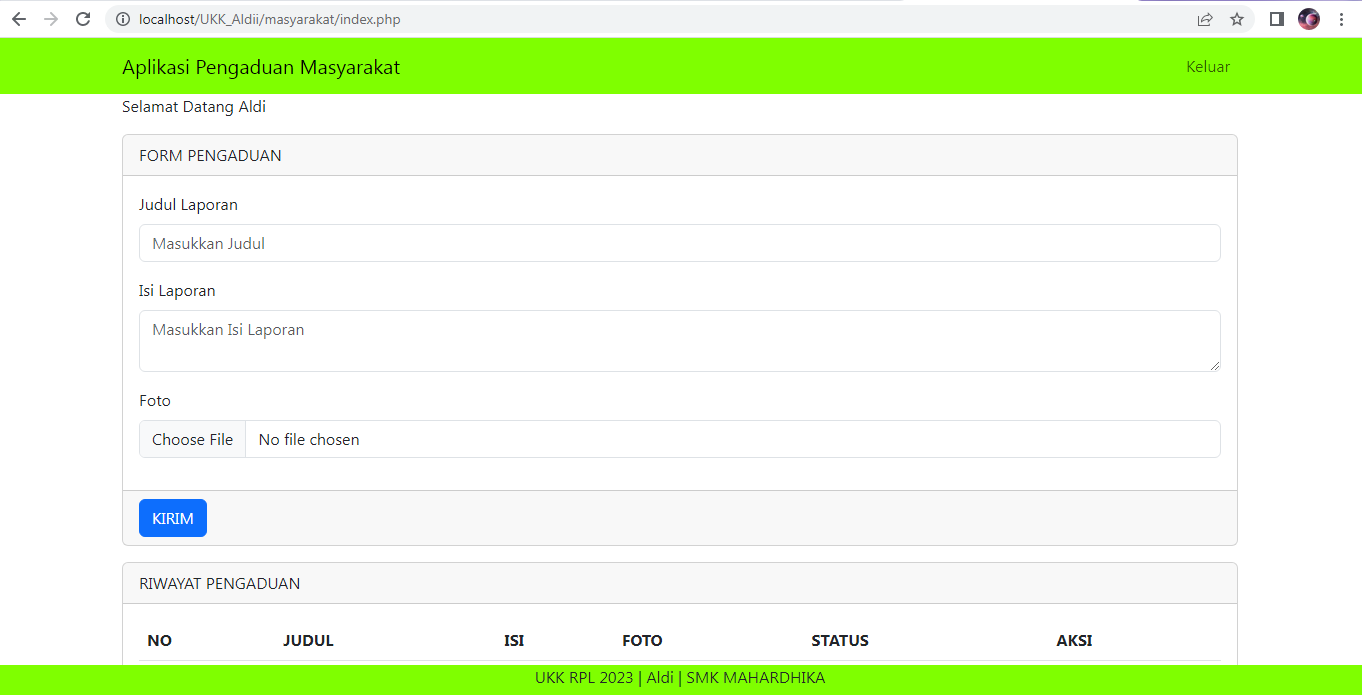 localhost/UKK_Aldii/masyarakat/index.php
Aplikasi Pengaduan Masyarakat Keluar
Selamat Datang Aldi
FORM PENGADUAN
Judul Laporan
Masukkan Judul
Isi Laporan
Masukkan Isi Laporan
Foto
Choose File No file chosen
KIRIM
RIWAYAT PENGADUAN
NO JUDUL ISI FOTO STATUS AKSI
UKK RPL 2023 | Aldi | SMK MAHARDHIKA